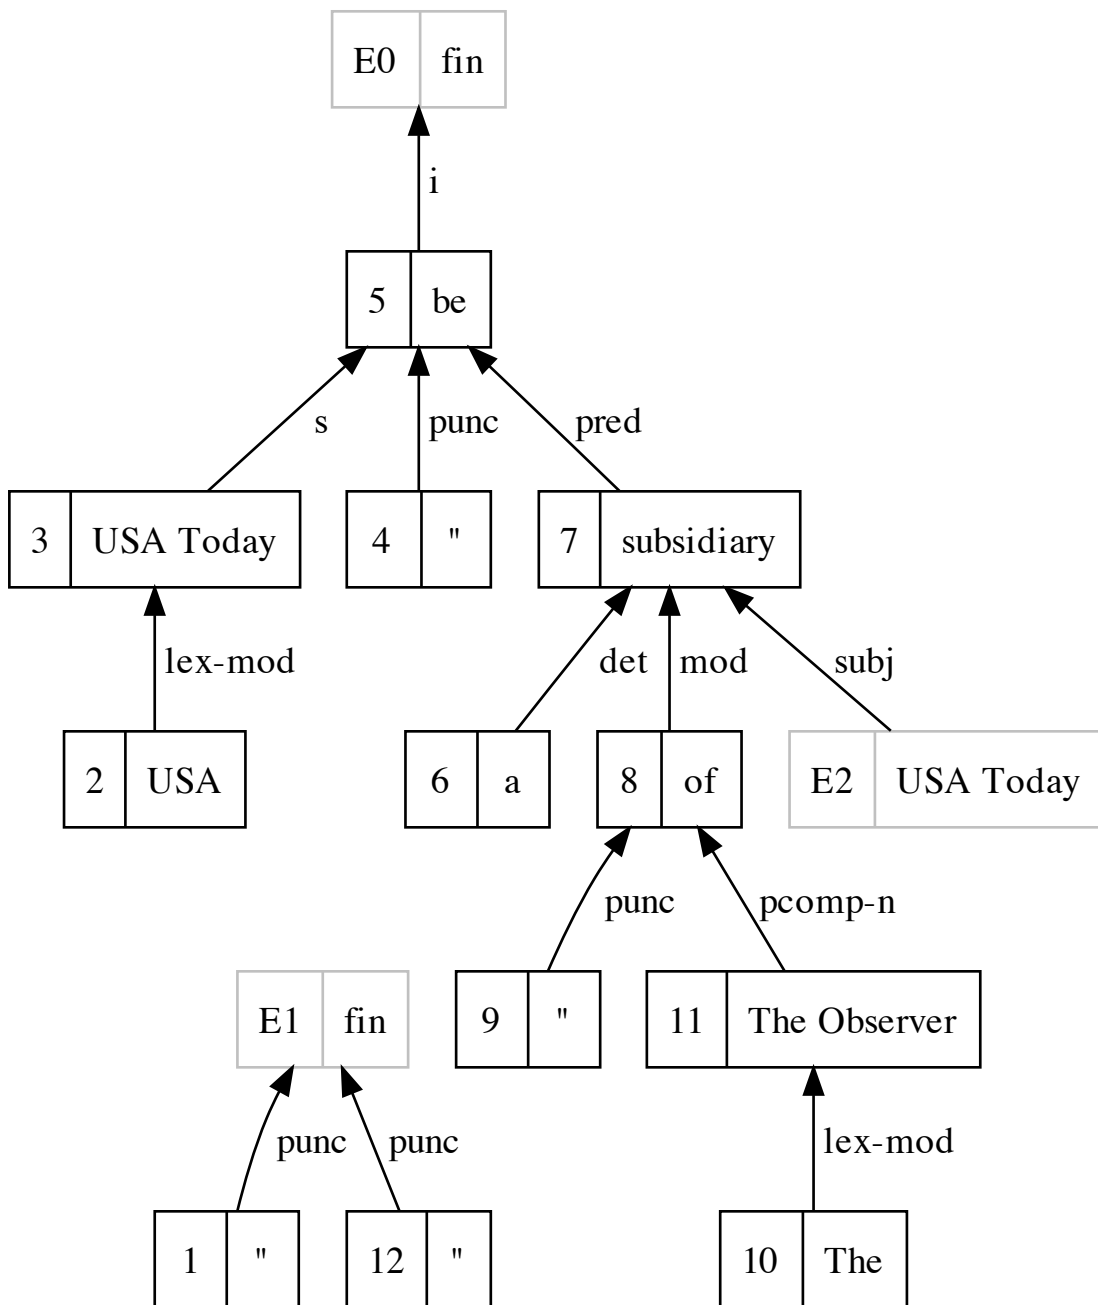 E0 fin
i
5 be
s punc pred
3 USA Today 4 " 7 subsidiary
lex-mod det mod subj
2 USA 6 a 8 of E2 USA Today
punc pcomp-n
E1 fin 9 " 11 The Observer
punc punc lex-mod
1 " 12 " 10 The